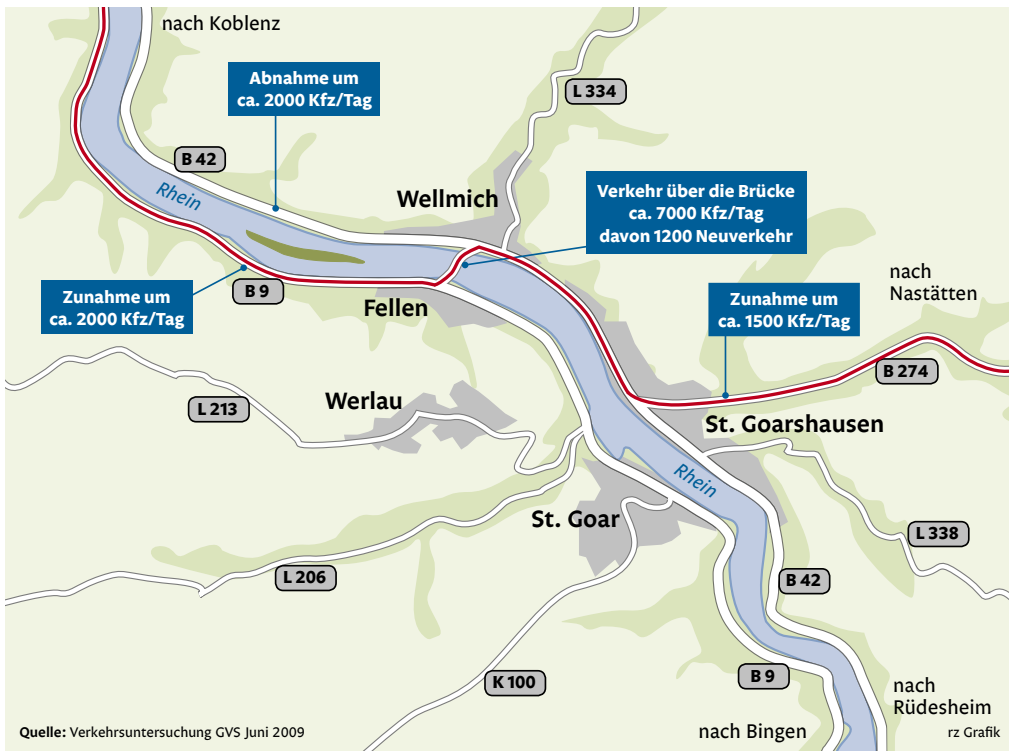 nach Koblenz
Abnahme um
ca. 2000 Kfz/Tag
L 334
B 42
Rhein
Wellmich
Verkehr über die Brücke
ca. 7000 Kfz/Tag
davon 1200 Neuverkehr
nach
Nastätten
Zunahme um
ca. 2000 Kfz/Tag
B 9
Fellen
Zunahme um
ca. 1500 Kfz/Tag
B 274
L 213
Werlau
St. Goarshausen
Rhein
St. Goar
L 338
L 206
B 42
K 100
B 9
nach
Rüdesheim
nach Bingen
Quelle: Verkehrsuntersuchung GVS Juni 2009
rz Grafik